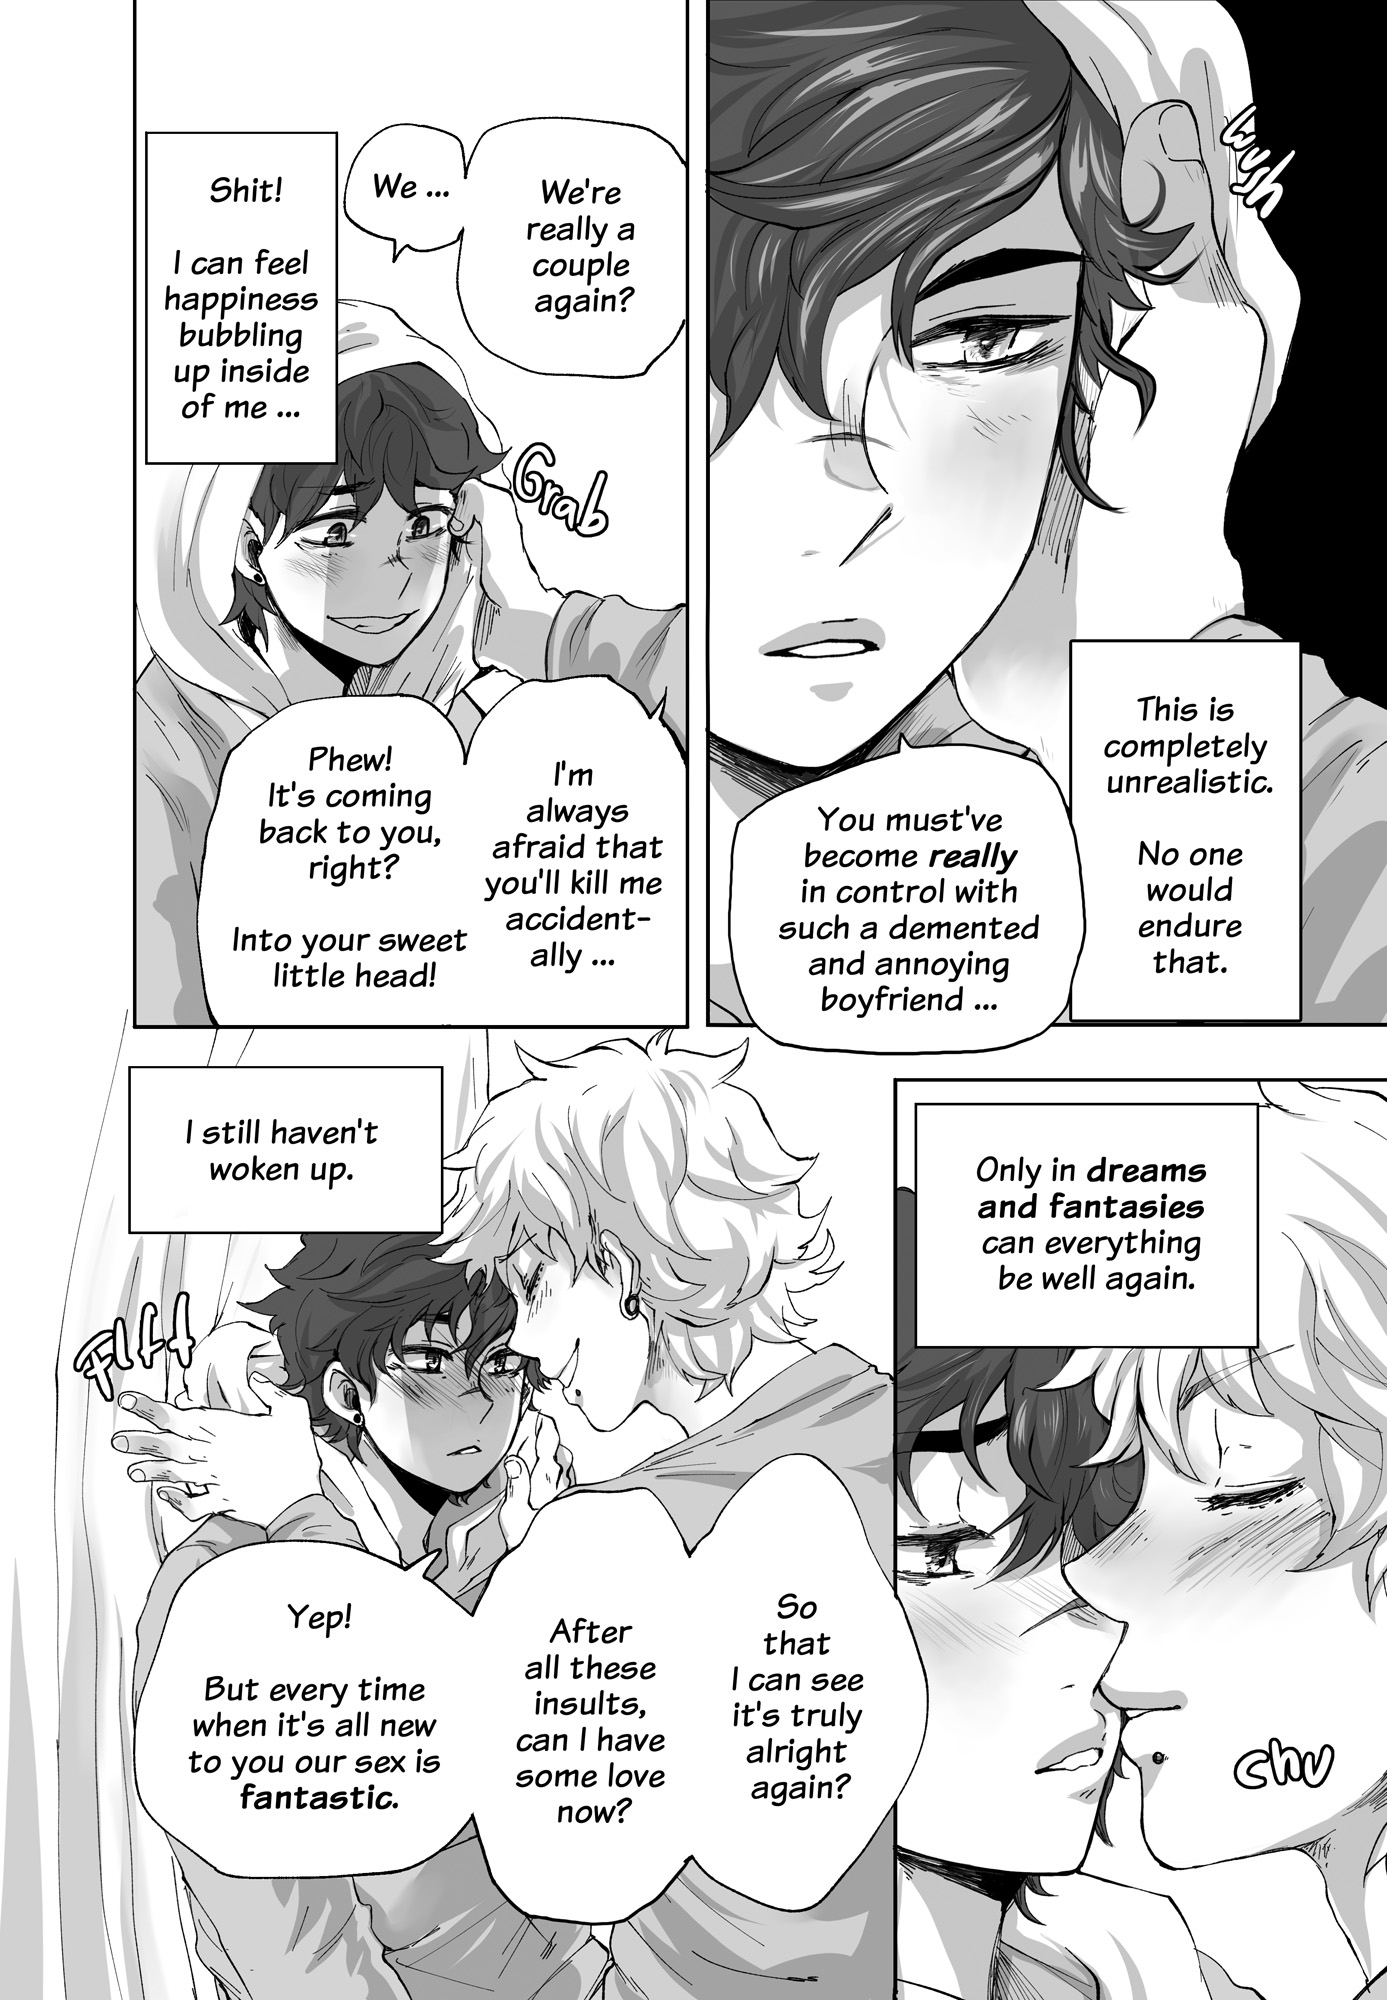 Shit!
I can feel
happiness
bubbling
up inside
of me ...
We ...
We're
really a
couple
again?
Grab
Phew!
It's coming
back to you,
right?
Into your sweet
little head!
I'm
always
afraid that
you'll kill me
accident-
ally ...
wush
You must've
become really
in control with
such a demented
and annoying
boyfriend ...
This is
completely
unrealistic.
No one
would
endure
that.
I still haven't
woken up.
Flft
Yep!
But every time
when it's all new
to you our sex is
fantastic.
After
all these
insults,
can I have
some love
now?
So
that
I can see
it's truly
alright
again?
Only in dreams
and fantasies
can everything
be well again.
chu